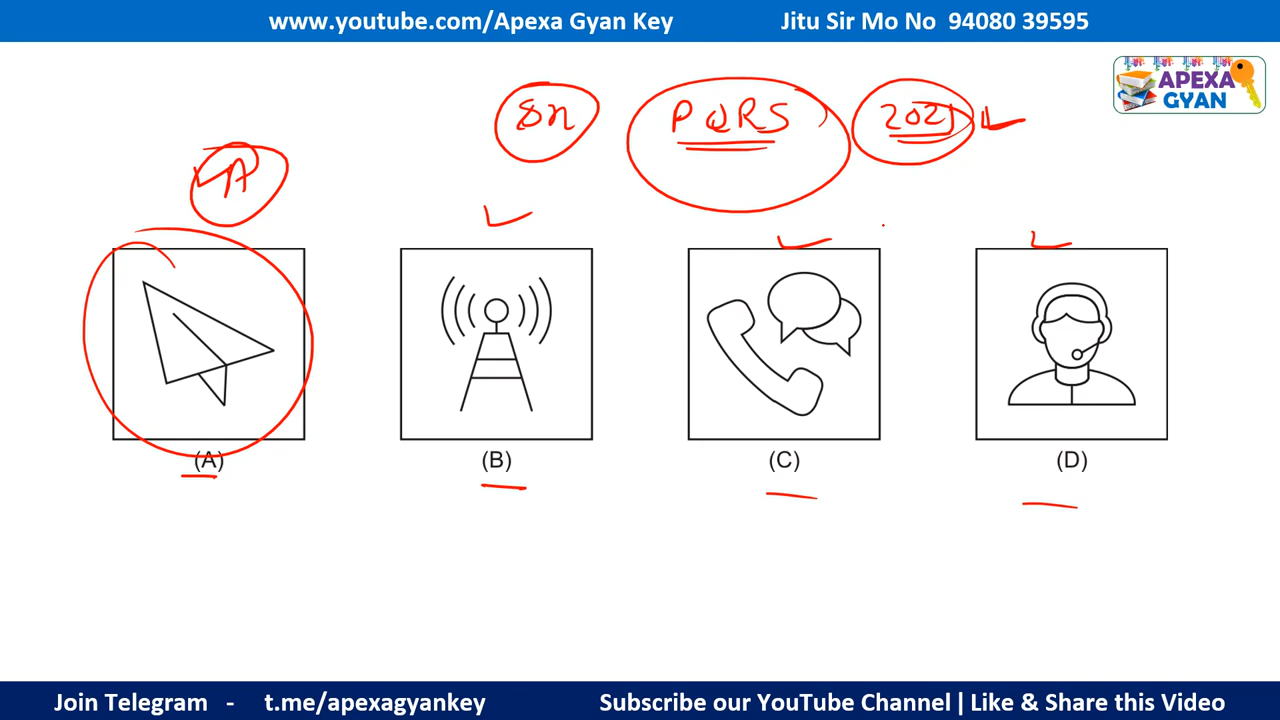 www.youtube.com/Apexa Gyan Key Jitu Sir Mo No 94080 39595
APEXA
GYAN
PQRS 2021
A
(A) (B) (C) (D)
Join Telegram - t.me/apexagyankey Subscribe our YouTube Channel | Like & Share this Video